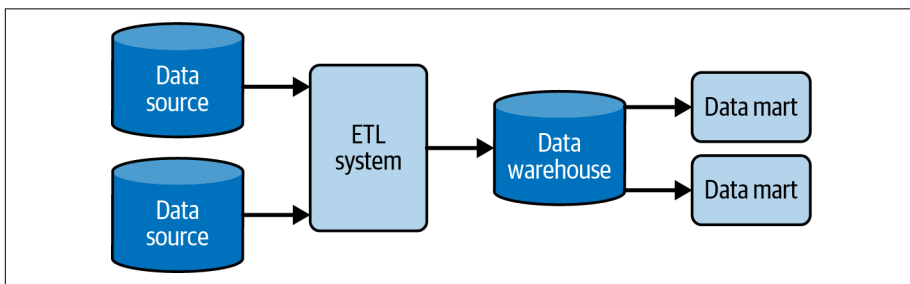 Data
source
Data
source
ETL
system
Data
warehouse
Data mart
Data mart